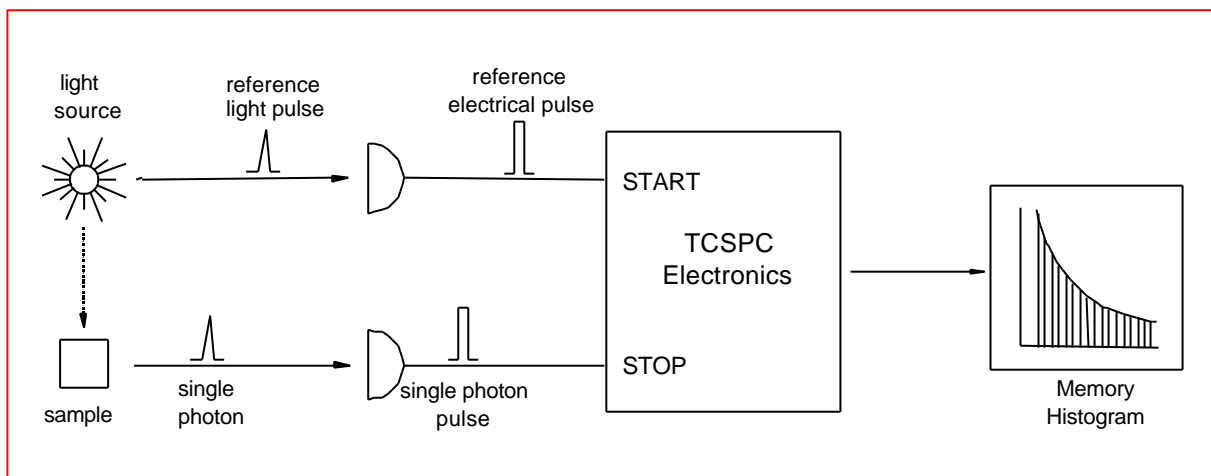 light
source
reference
light pulse
reference
electrical pulse
START
TCSPC
Electronics
STOP
sample
single
photon
single photon
pulse
Memory
Histogram